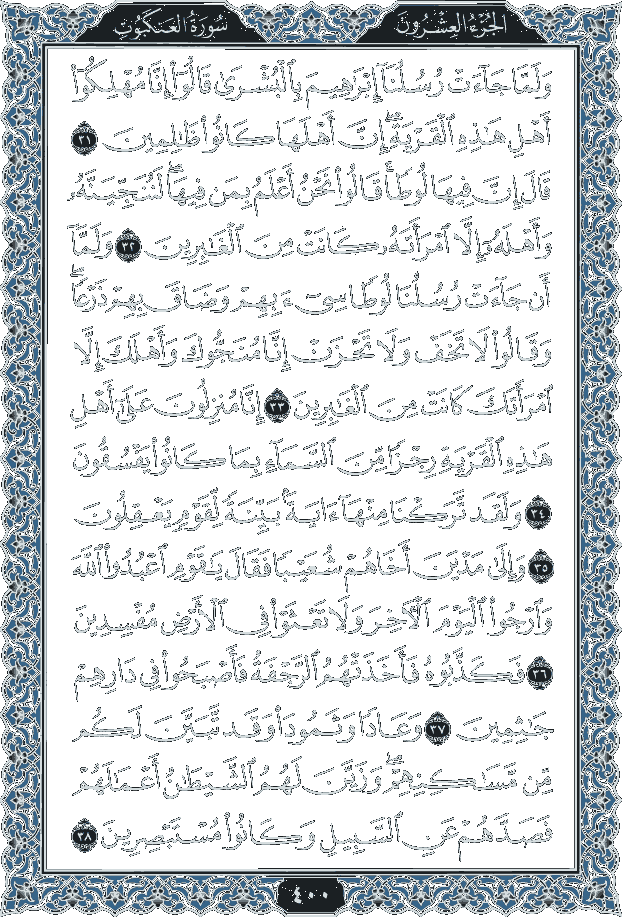 الجزء العشرون
سورة العنكبوت
وَلَمَّا جَآءَتْ رُسُلُنَآ إِبْرَٰهِيمَ بِٱلْبُشْرَىٰ قَالُوٓا۟ إِنَّا مُهْلِكُوٓا۟
أَهْلِ هَٰذِهِ ٱلْقَرْيَةِ ۖ إِنَّ أَهْلَهَا كَانُوا۟ ظَٰلِمِينَ ٣١
قَالَ إِنَّ فِيهَا لُوطًا ۚ قَالُوا۟ نَحْنُ أَعْلَمُ بِمَن فِيهَا ۖ لَنُنَجِّيَنَّهُۥ
وَأَهْلَهُۥٓ إِلَّا ٱمْرَأَتَهُۥ كَانَتْ مِنَ ٱلْغَٰبِرِينَ ٣٢ وَلَمَّآ
أَن جَآءَتْ رُسُلُنَا لُوطًا سِىٓءَ بِهِمْ وَضَاقَ بِهِمْ ذَرْعًا ۖ
وَقَالُوا۟ لَا تَخَفْ وَلَا تَحْزَنْ ۖ إِنَّا مُنَجُّوكَ وَأَهْلَكَ إِلَّا
ٱمْرَأَتَكَ كَانَتْ مِنَ ٱلْغَٰبِرِينَ ٣٣ إِنَّا مُنزِلُونَ عَلَىٰٓ أَهْلِ
هَٰذِهِ ٱلْقَرْيَةِ رِجْزًا مِّنَ ٱلسَّمَآءِ بِمَا كَانُوا۟ يَفْسُقُونَ
٣٤ وَلَقَد تَّرَكْنَا مِنْهَآ ءَايَةًۢ بَيِّنَةً لِّقَوْمٍ يَعْقِلُونَ
٣٥ وَإِلَىٰ مَدْيَنَ أَخَاهُمْ شُعَيْبًا فَقَالَ يَٰقَوْمِ ٱعْبُدُوا۟ ٱللَّهَ
وَٱرْجُوا۟ ٱلْيَوْمَ ٱلْءَاخِرَ وَلَا تَعْثَوْا۟ فِى ٱلْأَرْضِ مُفْسِدِينَ
٣٦ فَكَذَّبُوهُ فَأَخَذَتْهُمُ ٱلرَّجْفَةُ فَأَصْبَحُوا۟ فِى دَارِهِمْ
جَٰثِمِينَ ٣٧ وَعَادًا وَثَمُودَا۟ وَقَد تَّبَيَّنَ لَكُم
مِّن مَّسَٰكِنِهِمْ ۖ وَزَيَّنَ لَهُمُ ٱلشَّيْطَٰنُ أَعْمَٰلَهُمْ
فَصَدَّهُمْ عَنِ ٱلسَّبِيلِ وَكَانُوا۟ مُسْتَبْصِرِينَ ٣٨
٤٠٠